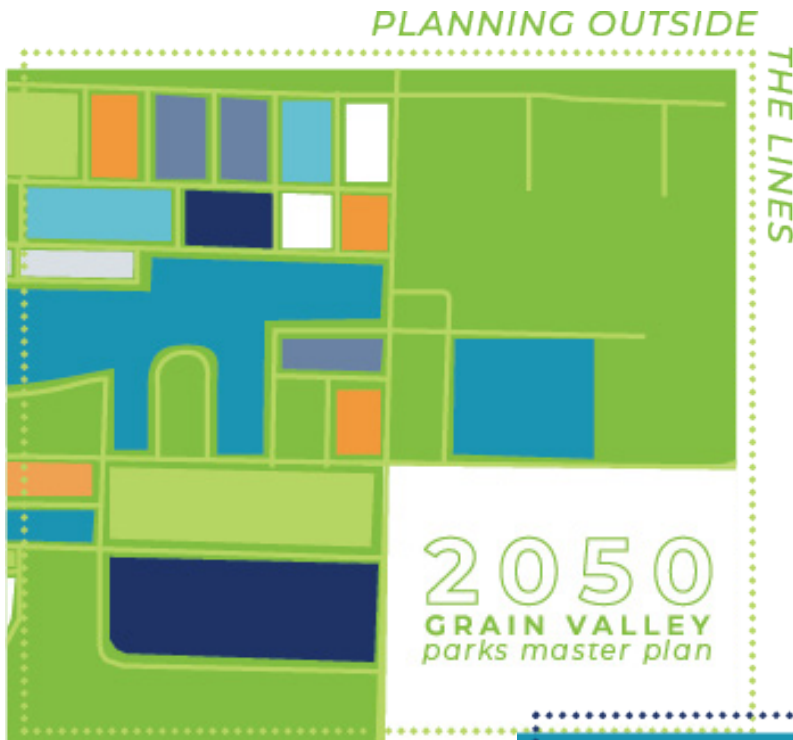 PLANNING OUTSIDE
THE LINES
2050
GRAIN VALLEY
parks master plan